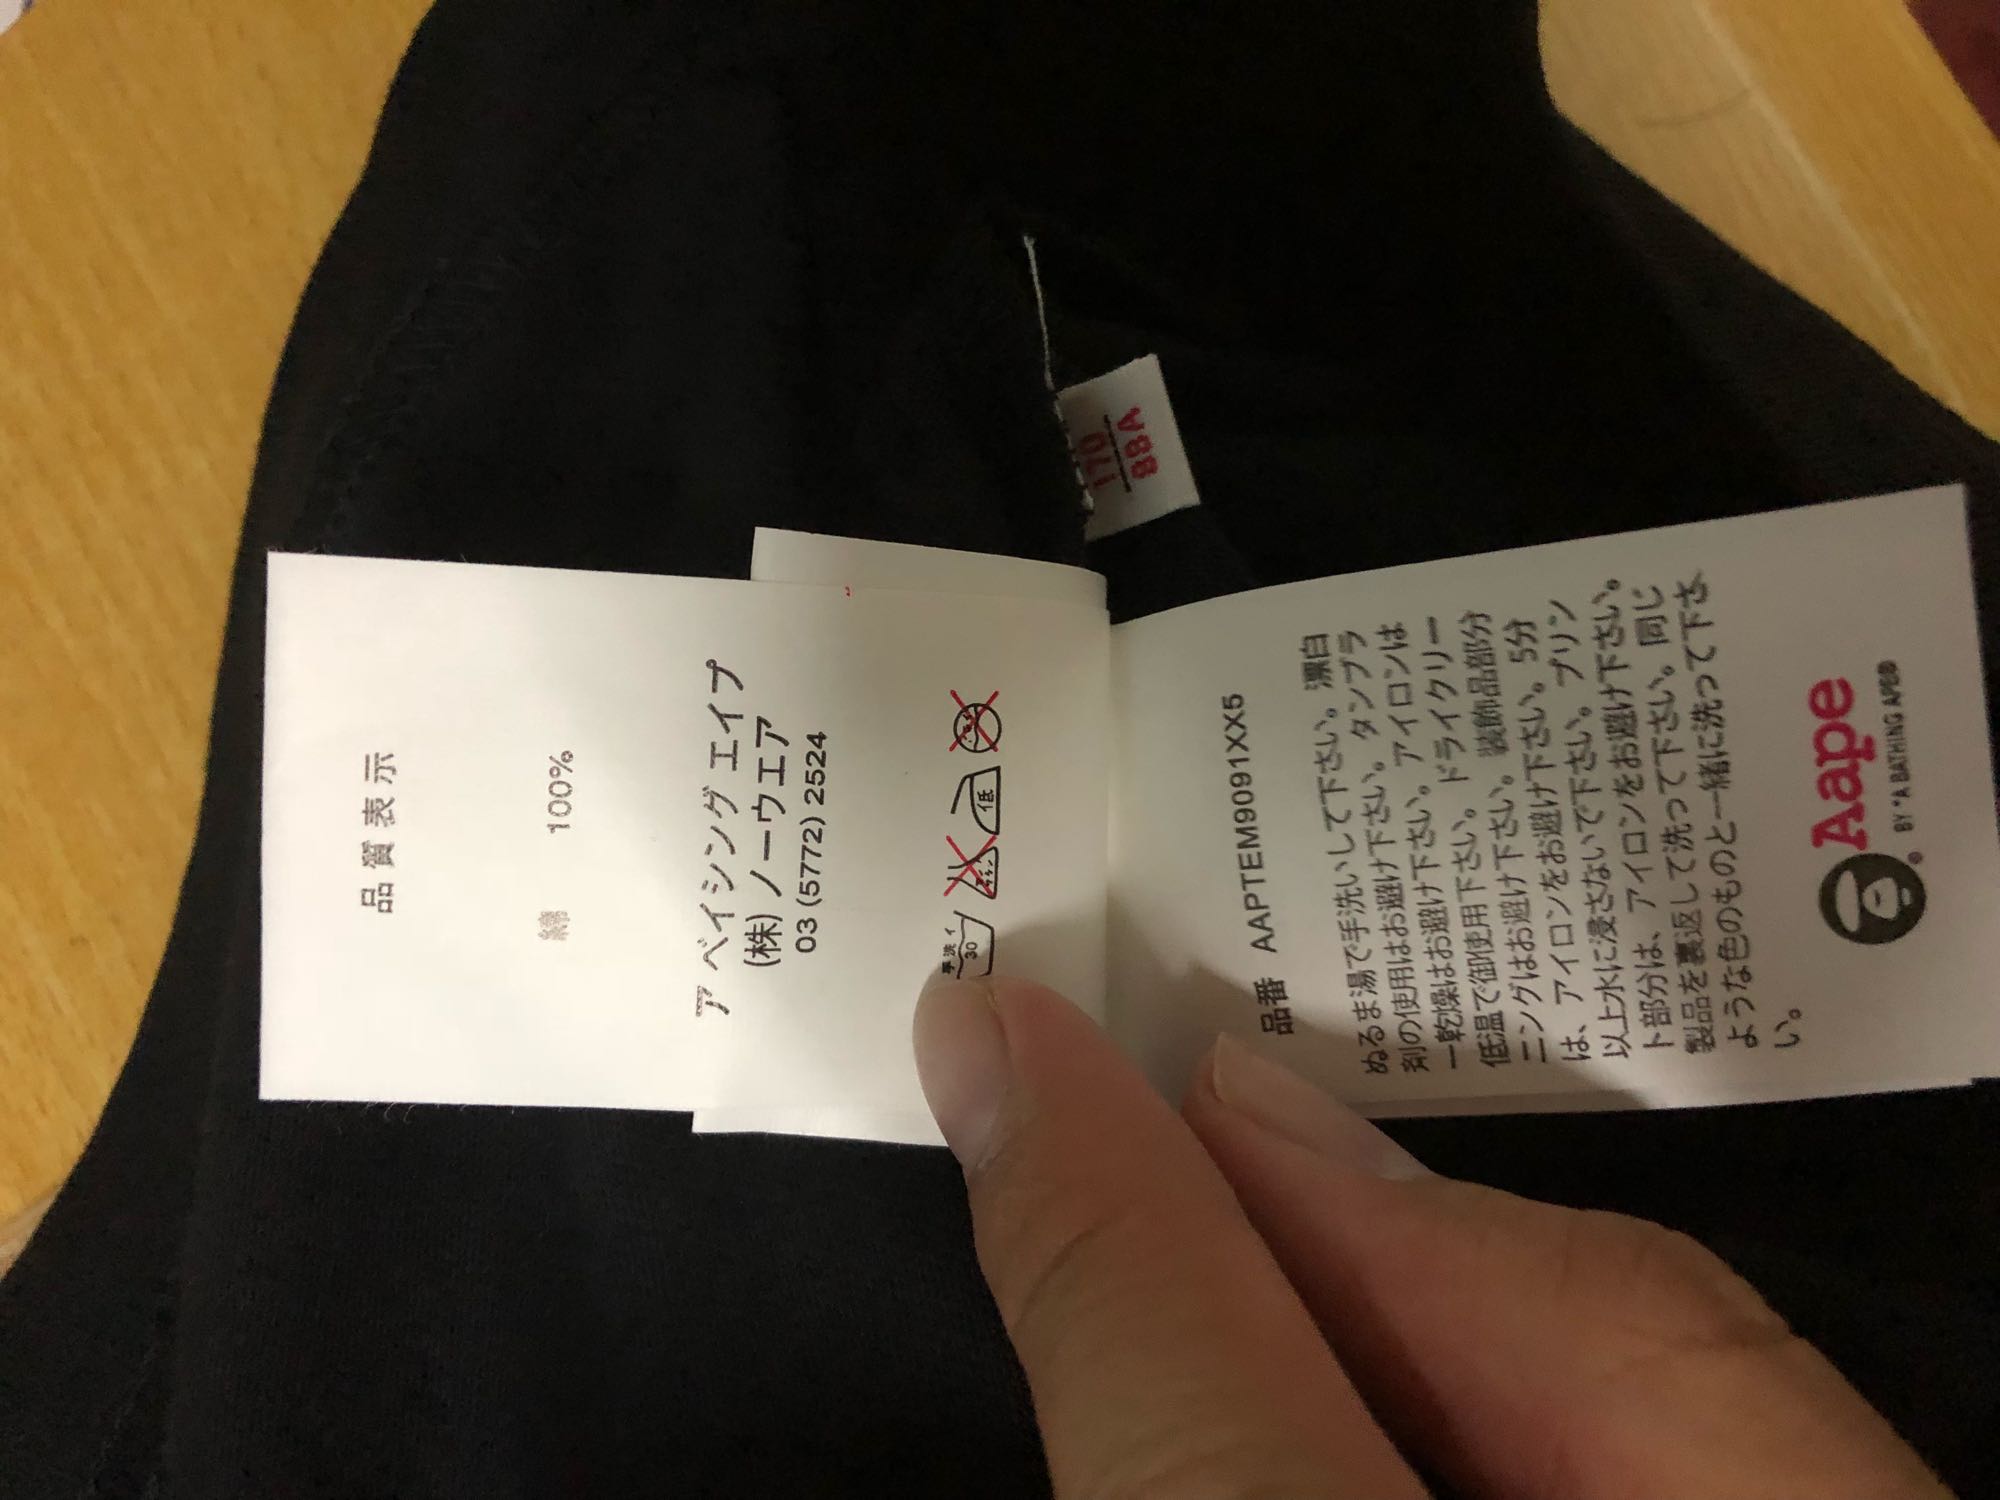 170
88A
品質表示
綿 100%
ア ベイシング エイプ
(株)ノーウエア
03 (5772) 2524
手洗イ
30
低
品番 AAPTEM9091XX5
ぬるま湯で手洗いして下さい。漂白
剤の使用はお避け下さい。タンブラ
ー乾燥はお避け下さい。アイロンは
低温で御使用下さい。ドライクリー
ニングはお避け下さい。装飾品部分
は、アイロンをお避け下さい。5分
以上水に浸さないで下さい。プリン
ト部分は、アイロンをお避け下さい。
製品を裏返して洗って下さい。同じ
ような色のものと一緒に洗って下さ
い。
Aape
BY *A BATHING APE®